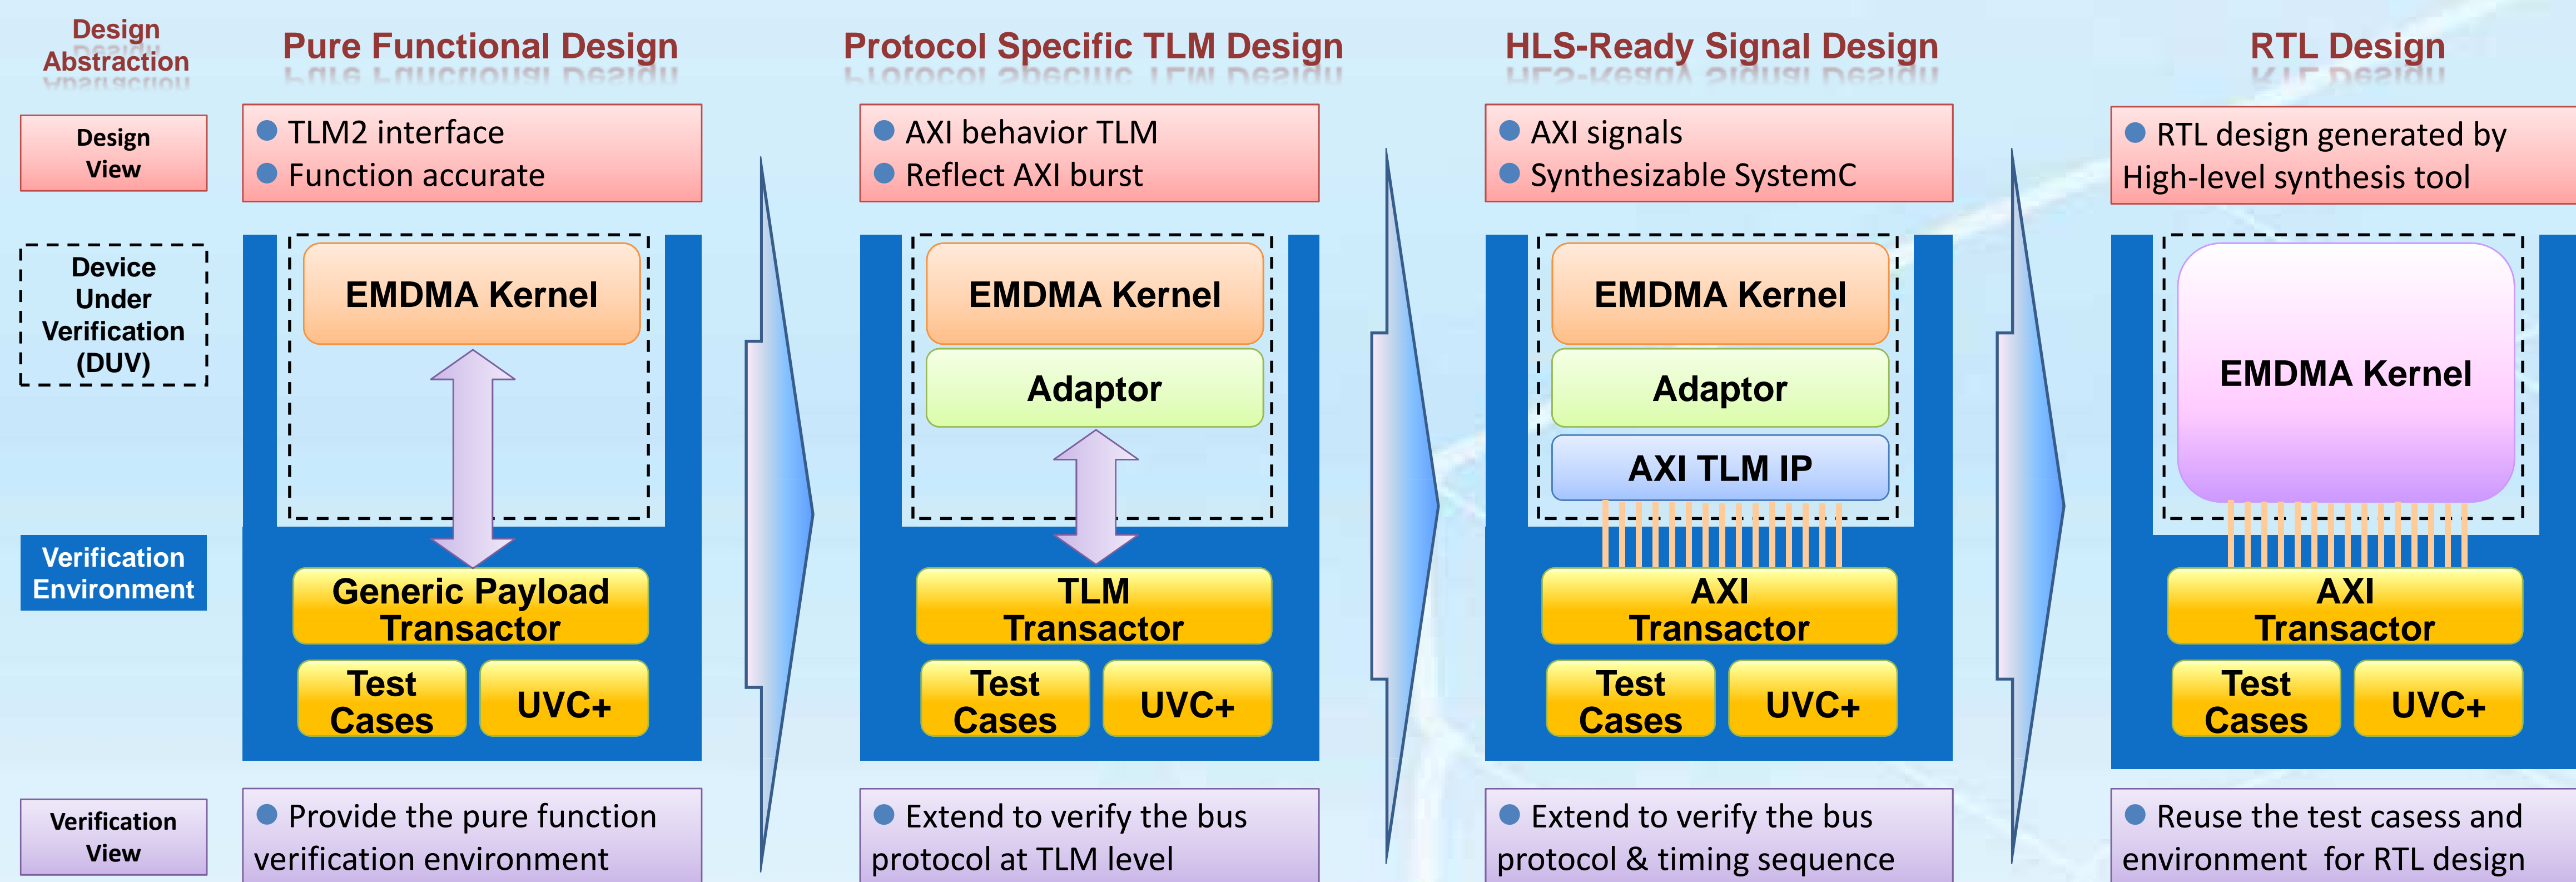 Design
Abstraction
Pure Functional Design
Protocol Specific TLM Design
HLS-Ready Signal Design
RTL Design
Design
View
TLM2 interface
Function accurate
AXI behavior TLM
Reflect AXI burst
AXI signals
Synthesizable SystemC
RTL design generated by
High-level synthesis tool
Device
Under
Verification
(DUV)
EMDMA Kernel
EMDMA Kernel
Adaptor
EMDMA Kernel
Adaptor
AXI TLM IP
EMDMA Kernel
Verification
Environment
Generic Payload
Transactor
Test
Cases
UVC+
TLM
Transactor
Test
Cases
UVC+
AXI
Transactor
Test
Cases
UVC+
AXI
Transactor
Test
Cases
UVC+
Verification
View
Provide the pure function
verification environment
Extend to verify the bus
protocol at TLM level
Extend to verify the bus
protocol & timing sequence
Reuse the test casess and
environment for RTL design